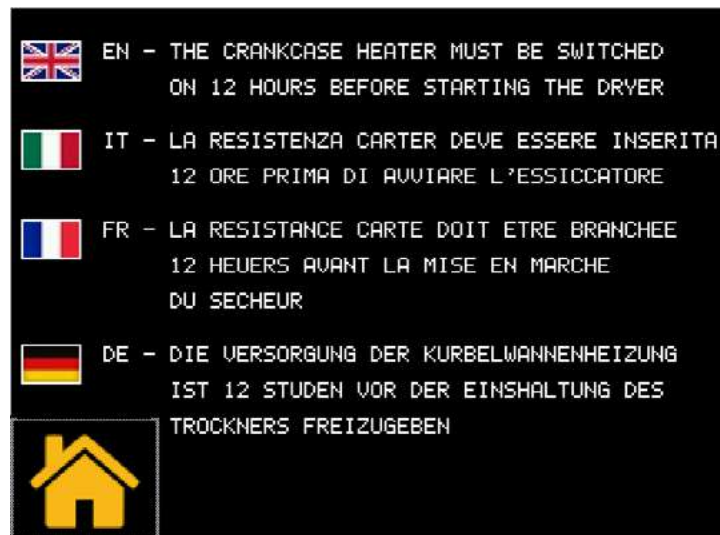 EN - THE CRANKCASE HEATER MUST BE SWITCHED
ON 12 HOURS BEFORE STARTING THE DRYER
IT - LA RESISTENZA CARTER DEVE ESSERE INSERITA
12 ORE PRIMA DI AVVIARE L'ESSICCATORE
FR - LA RESISTANCE CARTE DOIT ETRE BRANCHEE
12 HEUERS AVANT LA MISE EN MARCHE
DU SECHEUR
DE - DIE VERSORGUNG DER KURBELWANNENHEIZUNG
IST 12 STUDEN VOR DER EINSHALTUNG DES
TROCKNERS FREIZUGEBEN